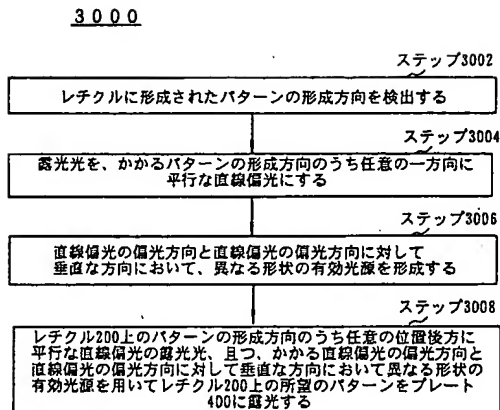 3000
ステップ3002
レチクルに形成されたパターンの形成方向を検出する
ステップ3004
露光光を、かかるパターンの形成方向のうち任意の一方向に
平行な直線偏光にする
ステップ3006
直線偏光の偏光方向と直線偏光の偏光方向に対して
垂直な方向において、異なる形状の有効光源を形成する
ステップ3008
レチクル200上のパターンの形成方向のうち任意の位置後方に
平行な直線偏光の露光光、且つ、かかる直線偏光の偏光方向と
直線偏光の偏光方向に対して垂直な方向において異なる形状の
有効光源を用いてレチクル200上の所望のパターンをプレート
400に露光する